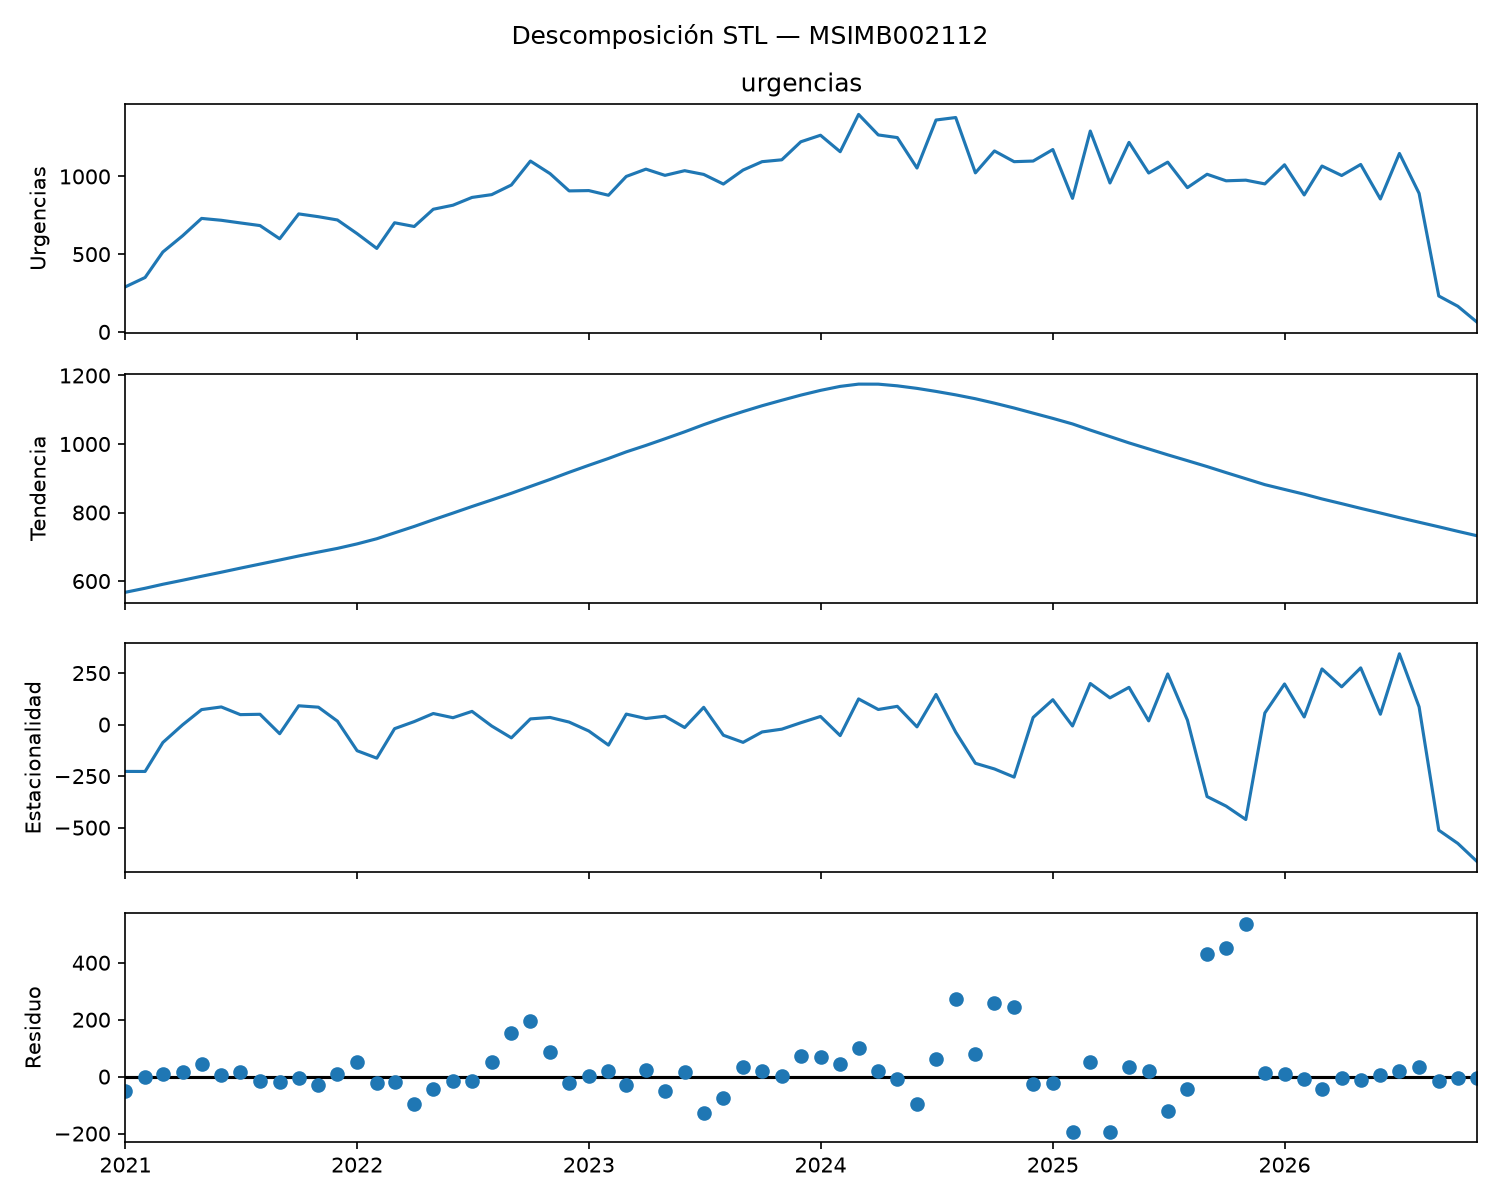 Descomposición STL — MSIMB002112
urgencias
Urgencias
1000
500
0
Tendencia
1200
1000
800
600
Estacionalidad
250
0
−250
−500
Residuo
400
200
0
−200
2021 2022 2023 2024 2025 2026